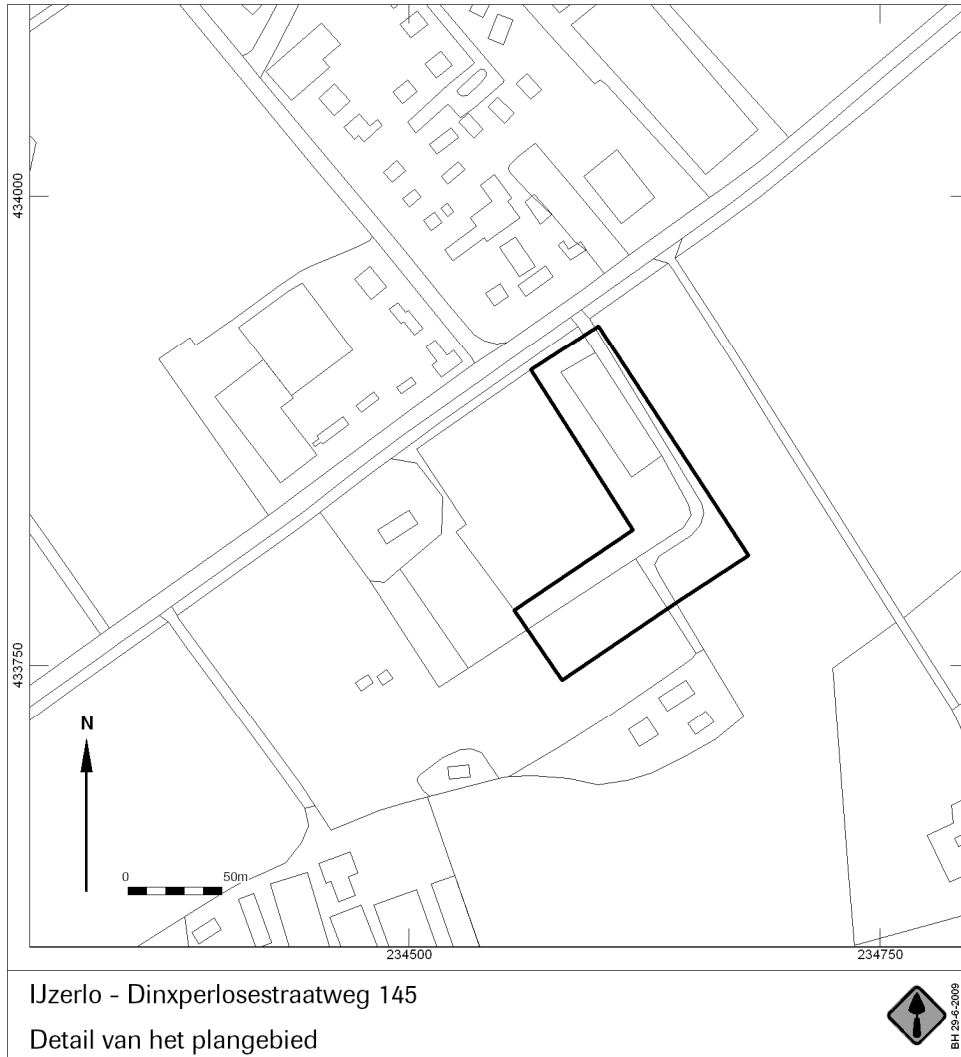 434000
433750
N
0 50m
234500 234750
IJzerlo - Dinxperlosestraatweg 145
Detail van het plangebied
BH 29-6-2009